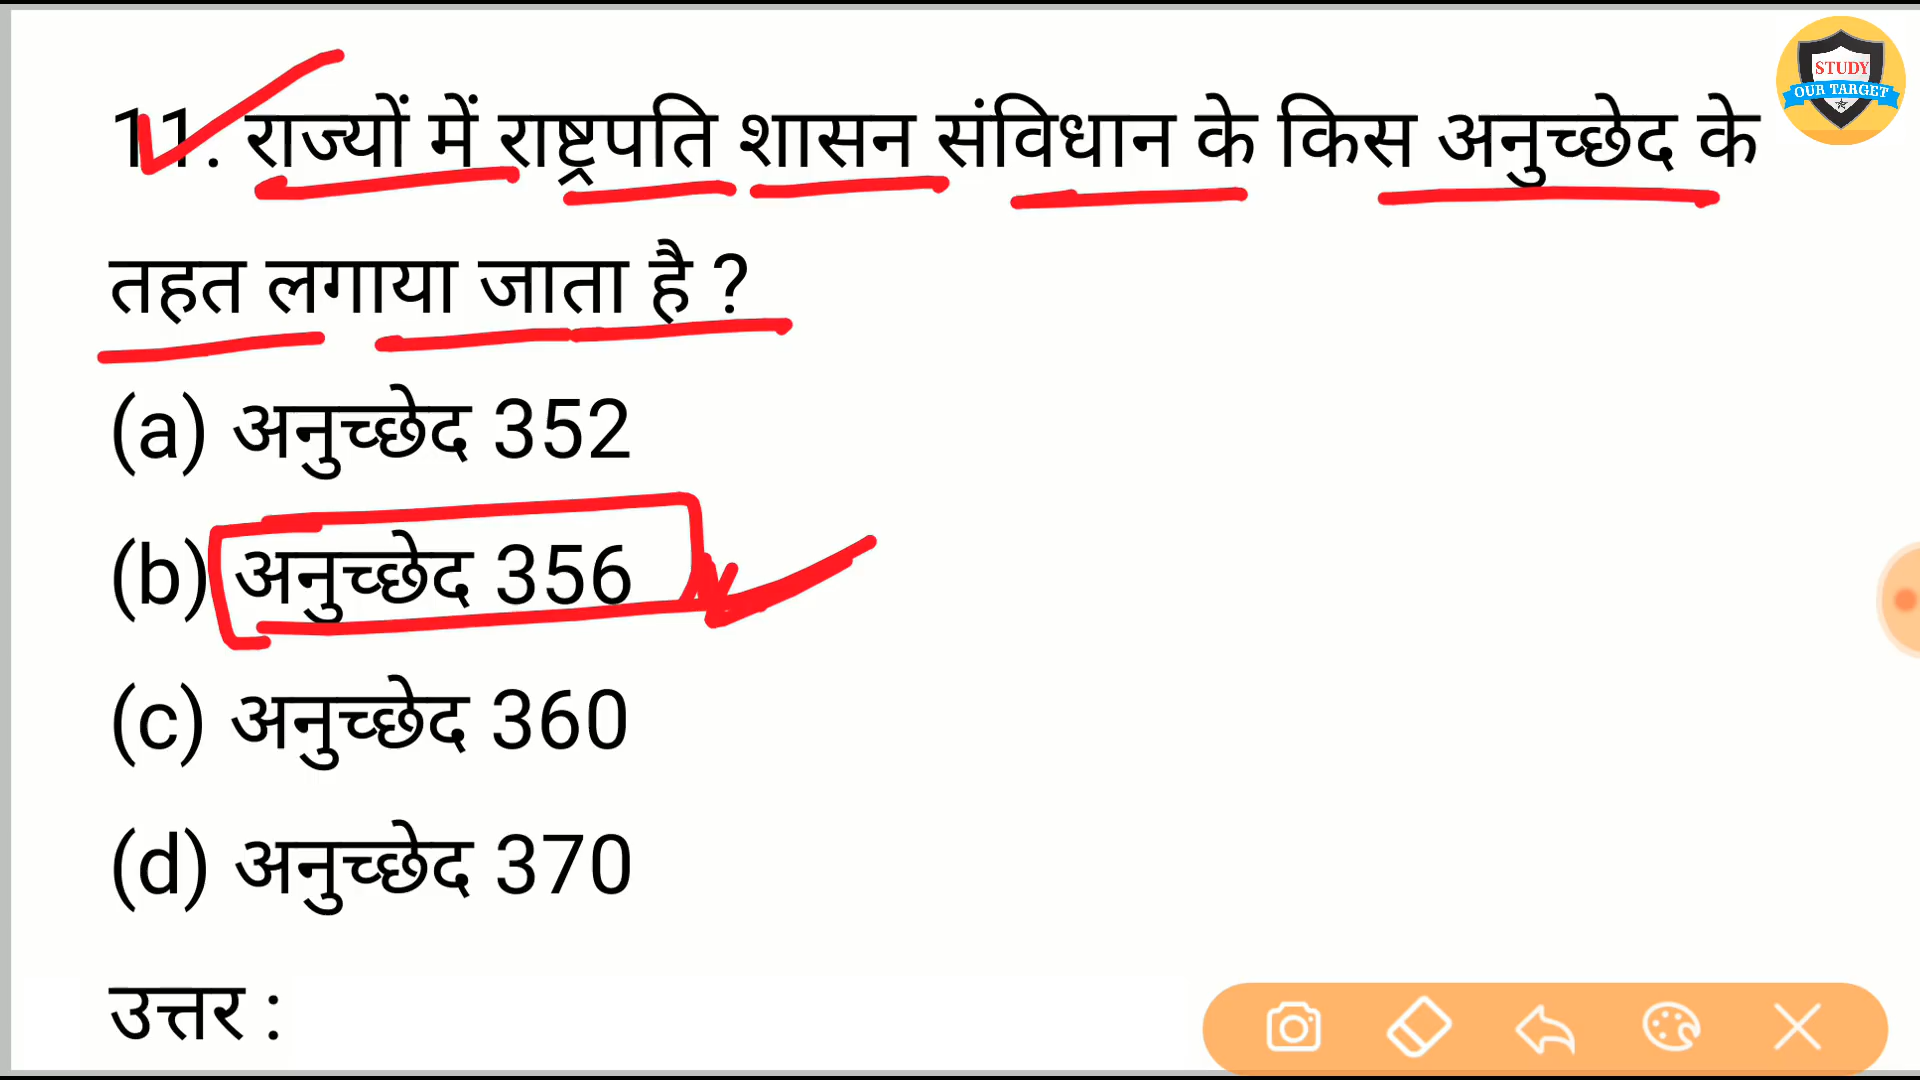 STUDY
OUR TARGET
11. राज्यों में राष्ट्रपति शासन संविधान के किस अनुच्छेद के
तहत लगाया जाता है ?
(a) अनुच्छेद 352
(b) अनुच्छेद 356
(c) अनुच्छेद 360
(d) अनुच्छेद 370
उत्तर :